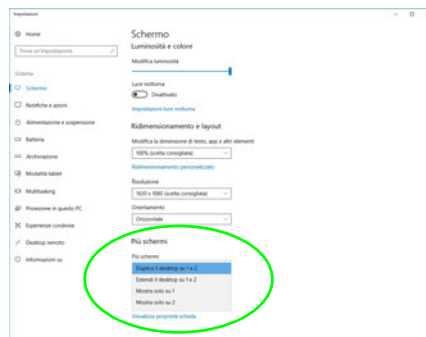 Impostazioni
Home
Trova un'impostazione
Sistema
Schermo
Notifiche e azioni
Alimentazione e sospensione
Batteria
Archiviazione
Modalità tablet
Multitasking
Proiezione in questo PC
Esperienze condivise
Desktop remoto
Informazioni su
Schermo
Luminosità e colore
Modifica luminosità
Luce notturna
Disattivato
Impostazioni luce notturna
Ridimensionamento e layout
Modifica la dimensione di testo, app e altri elementi
100% (scelta consigliata)
Ridimensionamento personalizzato
Risoluzione
1920 x 1080 (scelta consigliata)
Orientamento
Orizzontale
Più schermi
Più schermi
Duplica il desktop su 1 e 2
Estendi il desktop su 1 e 2
Mostra solo su 1
Mostra solo su 2
Visualizza proprietà scheda